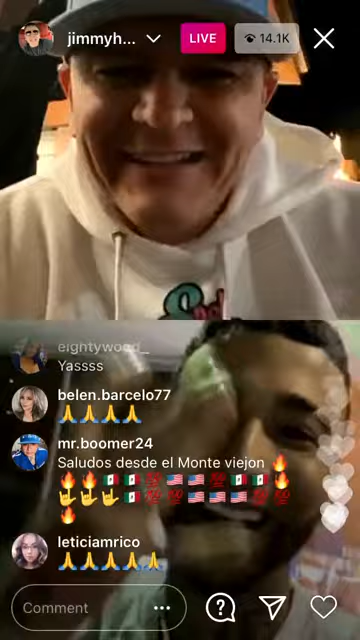 jimmyh...
LIVE
14.1K
eightywood_
Yassss
belen.barcelo77
🙏🙏🙏🙏
mr.boomer24
Saludos desde el Monte viejon 🔥
🔥🔥🇲🇽🇲🇽💯🇺🇸🇺🇸💯🇲🇽🇲🇽🔥
🤟🤟🤟🇲🇽💯💯🇺🇸🇺🇸🇺🇸💯💯
🔥
leticiamrico
🙏🙏🙏🙏🙏
Comment